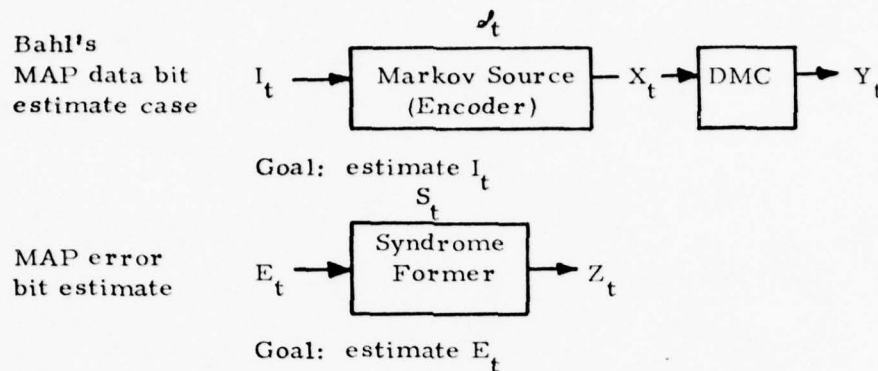 𝒮_t
Bahl's
MAP data bit
estimate case
I_t
Markov Source
(Encoder)
X_t
DMC
Y_t
Goal: estimate I_t
S_t
MAP error
bit estimate
E_t
Syndrome
Former
Z_t
Goal: estimate E_t